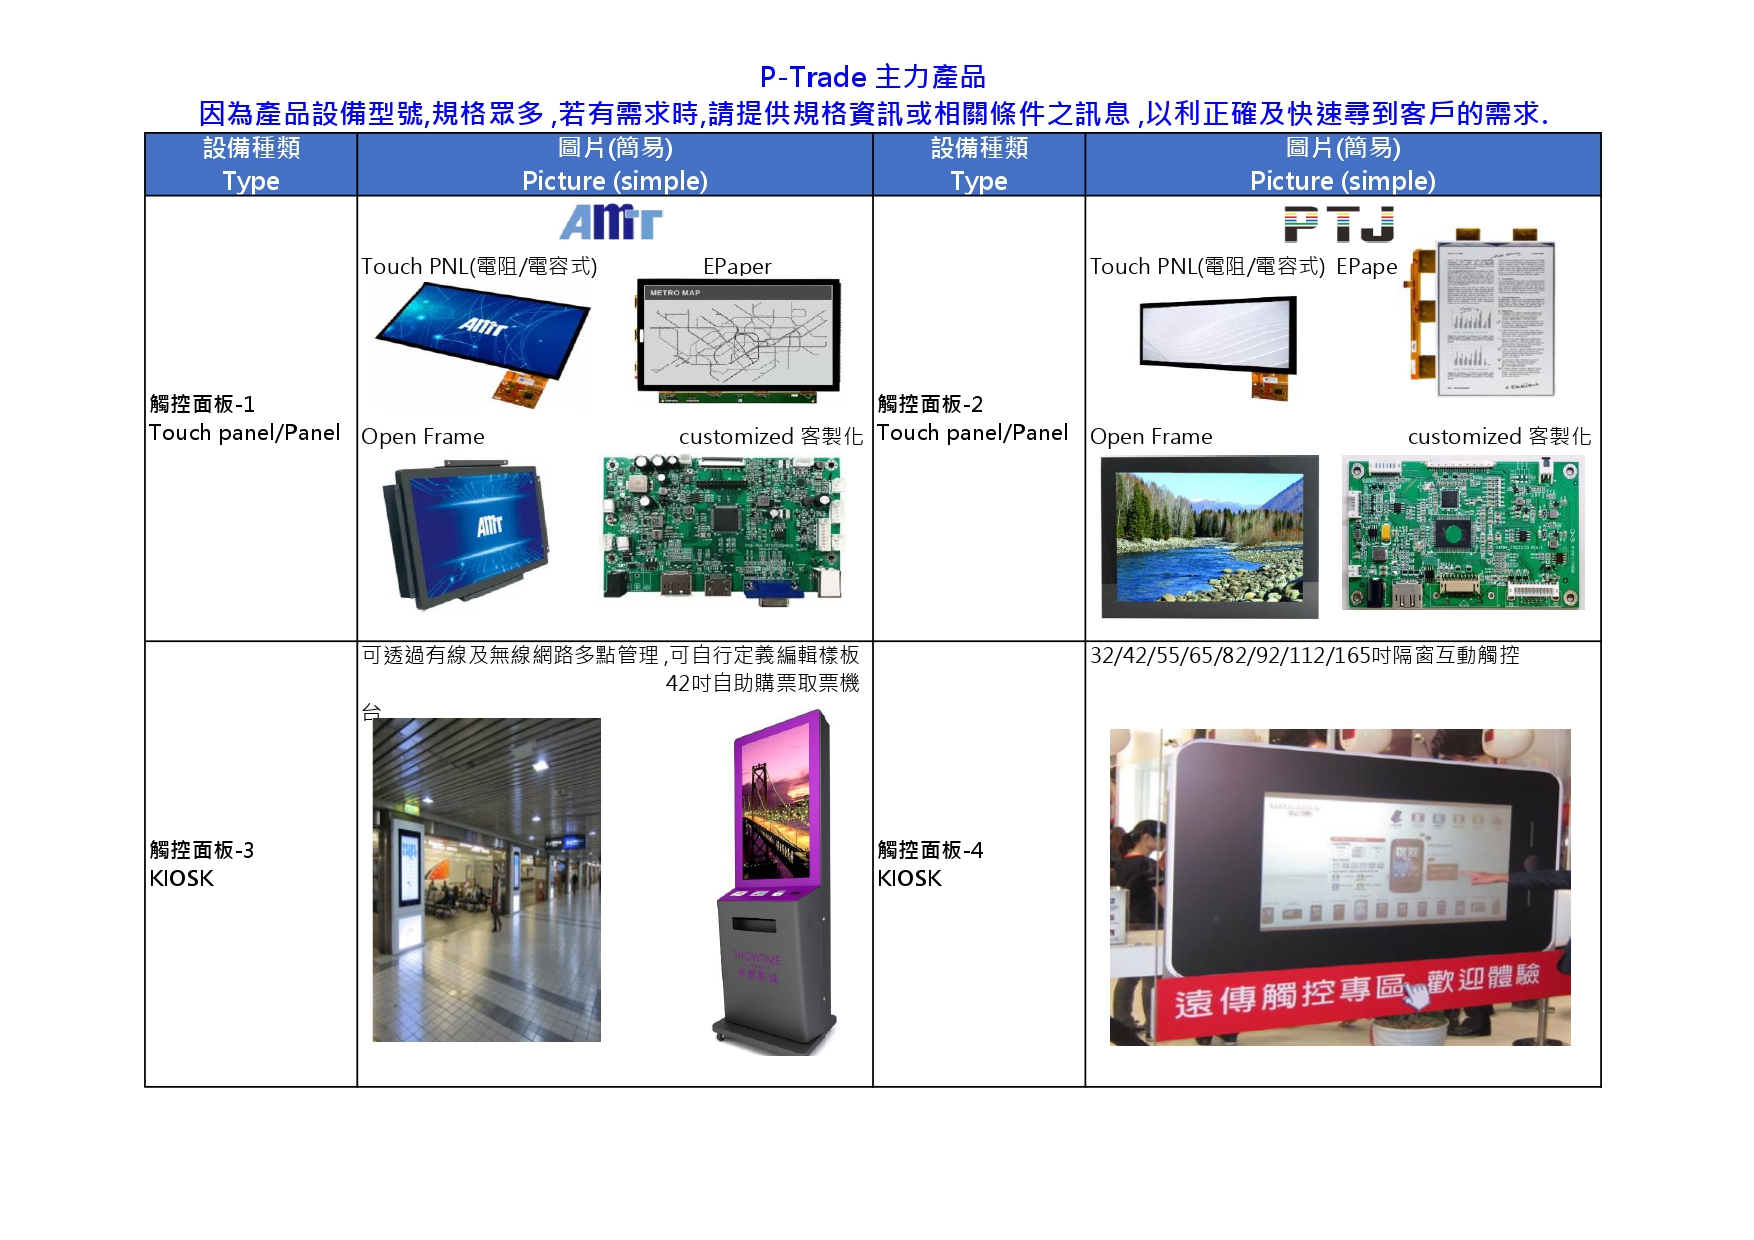 P-Trade 主力產品
因為產品設備型號,規格眾多 ,若有需求時,請提供規格資訊或相關條件之訊息 ,以利正確及快速尋到客戶的需求.
設備種類
Type
圖片(簡易)
Picture (simple)
設備種類
Type
圖片(簡易)
Picture (simple)
觸控面板-1
Touch panel/Panel
AMT
Touch PNL(電阻/電容式)
EPaper
AMT
METRO MAP
Open Frame
customized 客製化
AMT
觸控面板-2
Touch panel/Panel
PTJ
Touch PNL(電阻/電容式) EPape
Open Frame
customized 客製化
觸控面板-3
KIOSK
可透過有線及無線網路多點管理 ,可自行定義編輯樣板
42吋自助購票取票機
台
SHOWTIME
觸控面板-4
KIOSK
32/42/55/65/82/92/112/165吋隔窗互動觸控
遠傳觸控專區 歡迎體驗